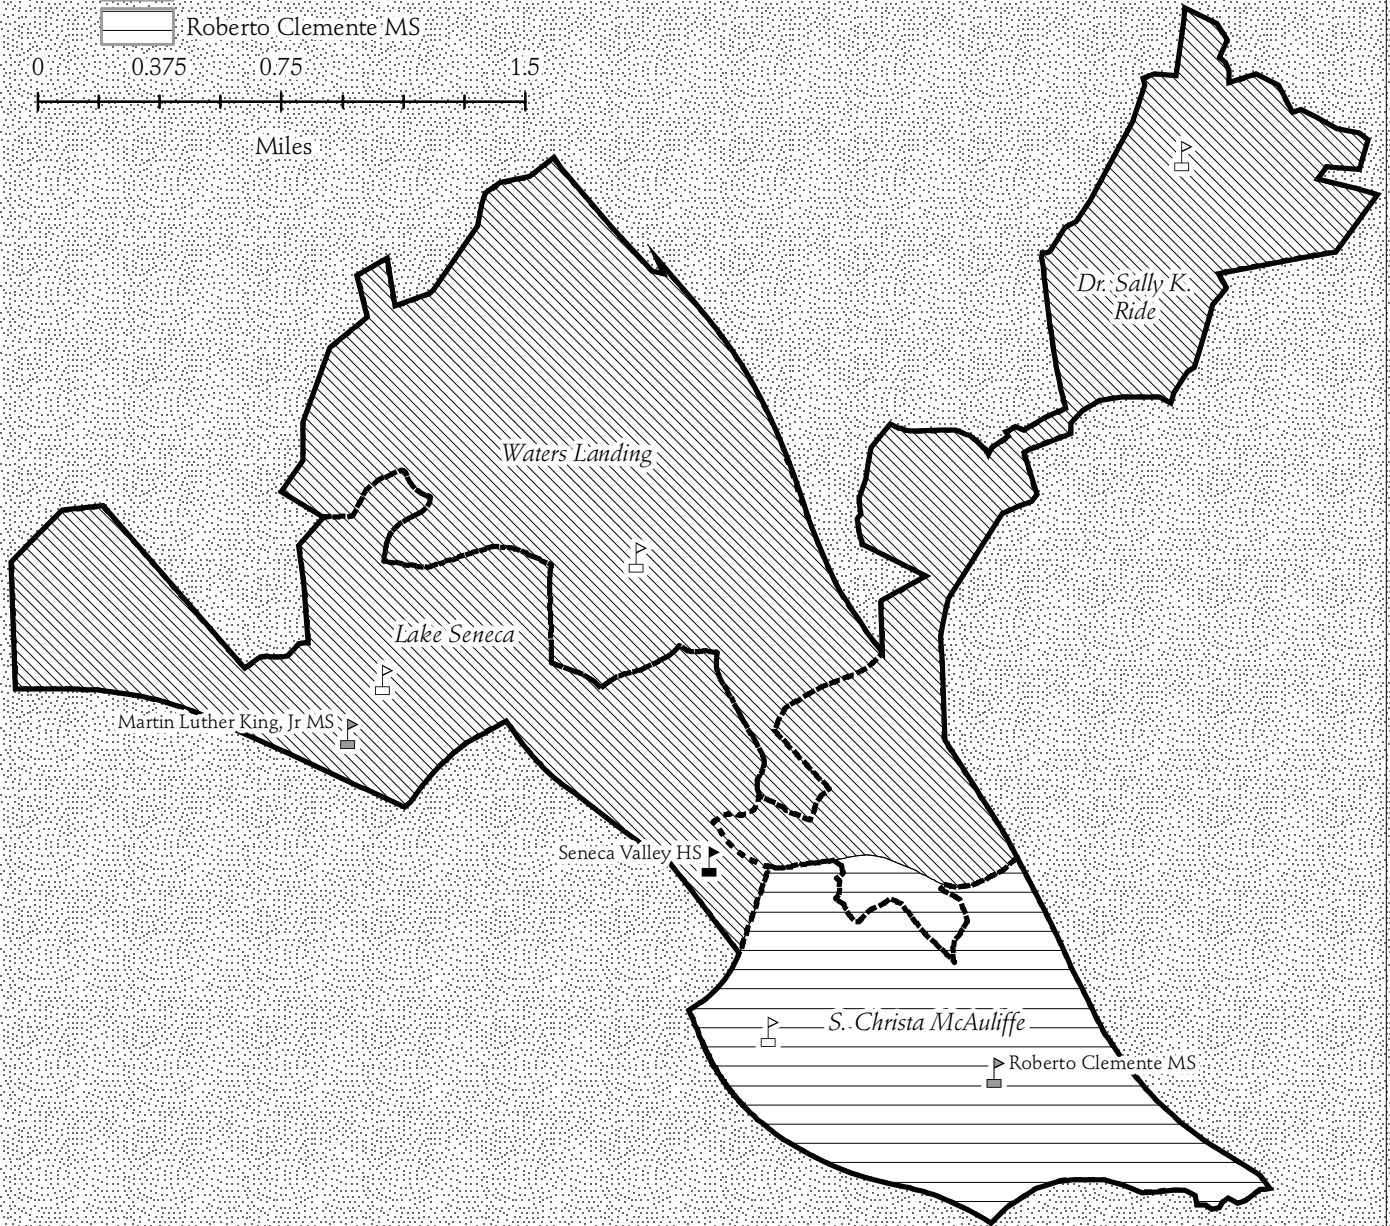 Roberto Clemente MS
0 0.375 0.75 1.5
Miles
Dr. Sally K.
Ride
Waters Landing
Lake Seneca
Martin Luther King, Jr MS
Seneca Valley HS
S. Christa McAuliffe
Roberto Clemente MS